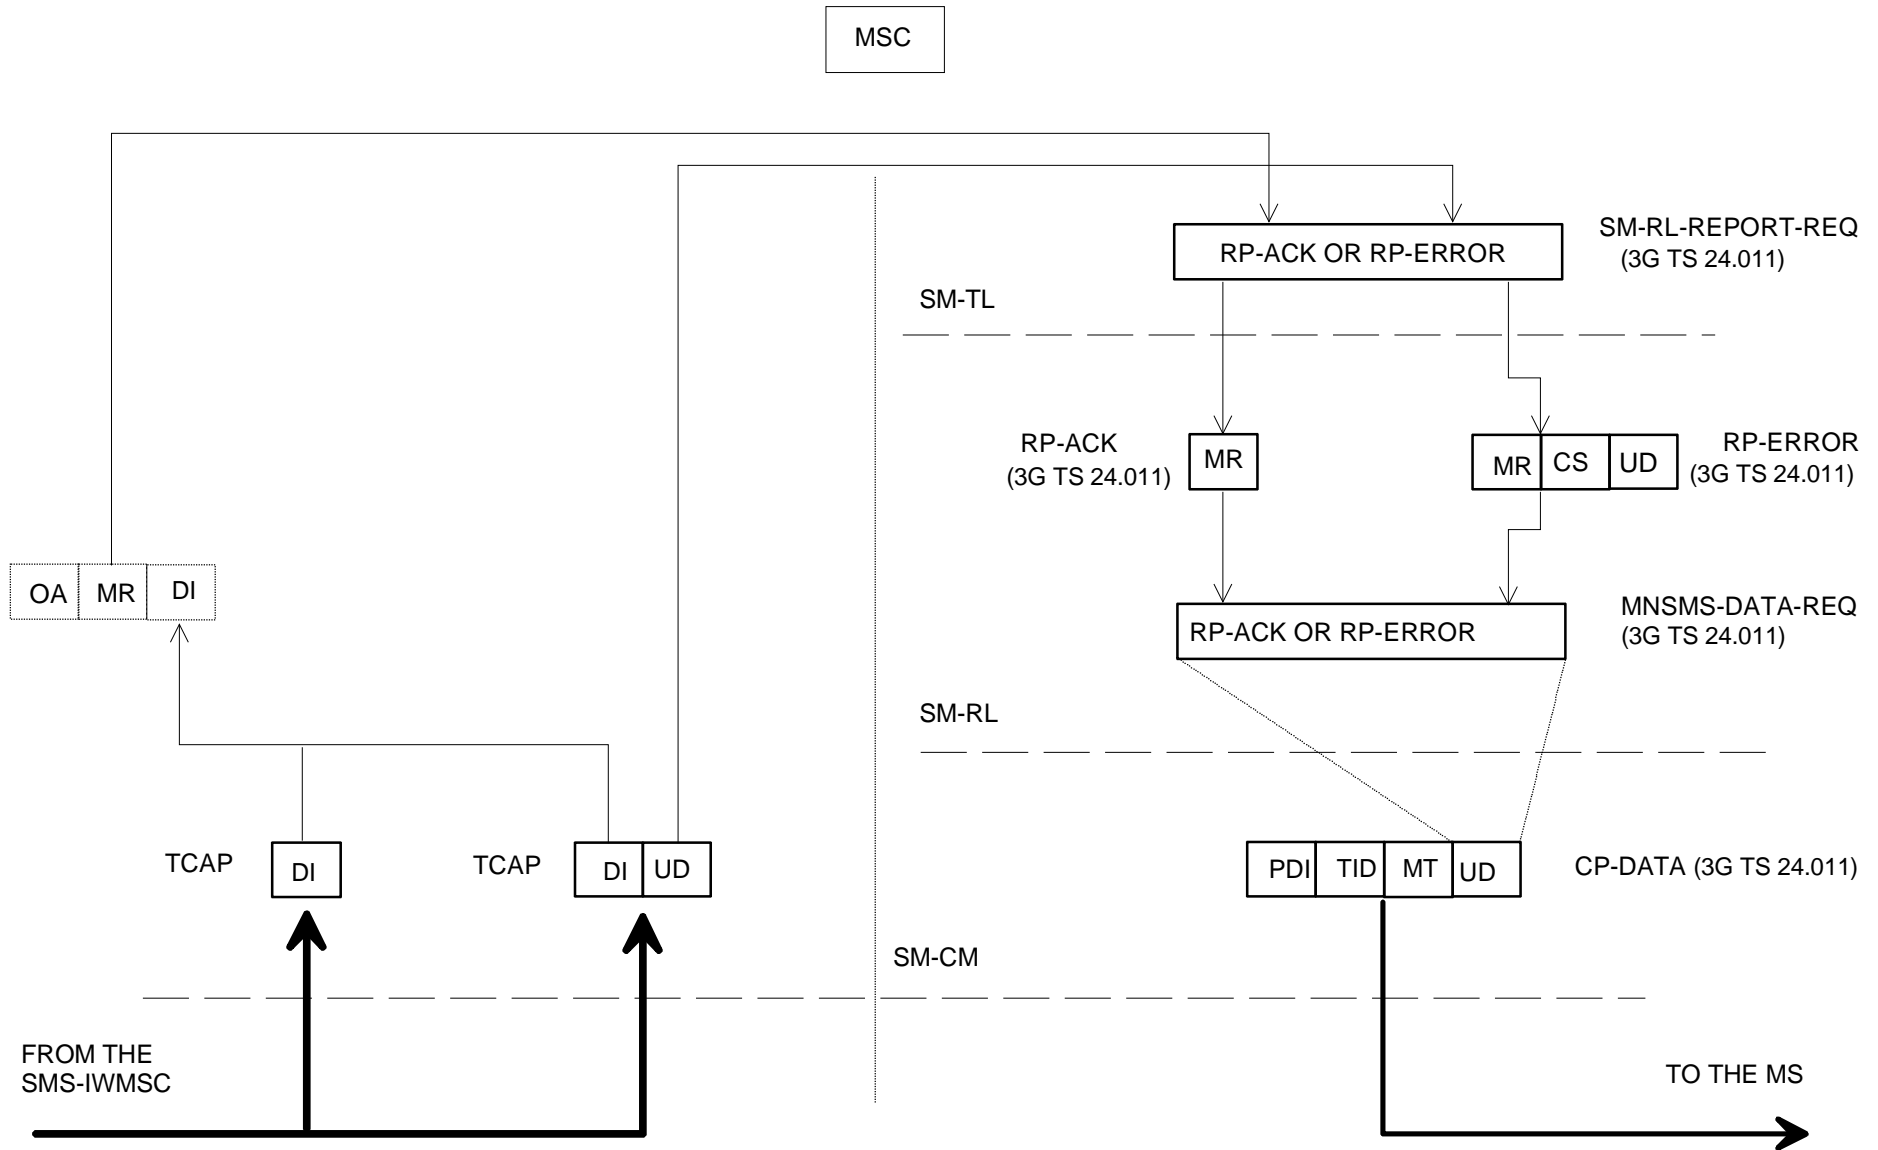 MSC
SM-RL-REPORT-REQ
(3G TS 24.011)
RP-ACK OR RP-ERROR
SM-TL
RP-ACK
(3G TS 24.011)
MR
MR CS UD
RP-ERROR
(3G TS 24.011)
OA MR DI
RP-ACK OR RP-ERROR
MNSMS-DATA-REQ
(3G TS 24.011)
SM-RL
TCAP DI
TCAP DI UD
PDI TID MT UD
CP-DATA (3G TS 24.011)
SM-CM
FROM THE
SMS-IWMSC
TO THE MS